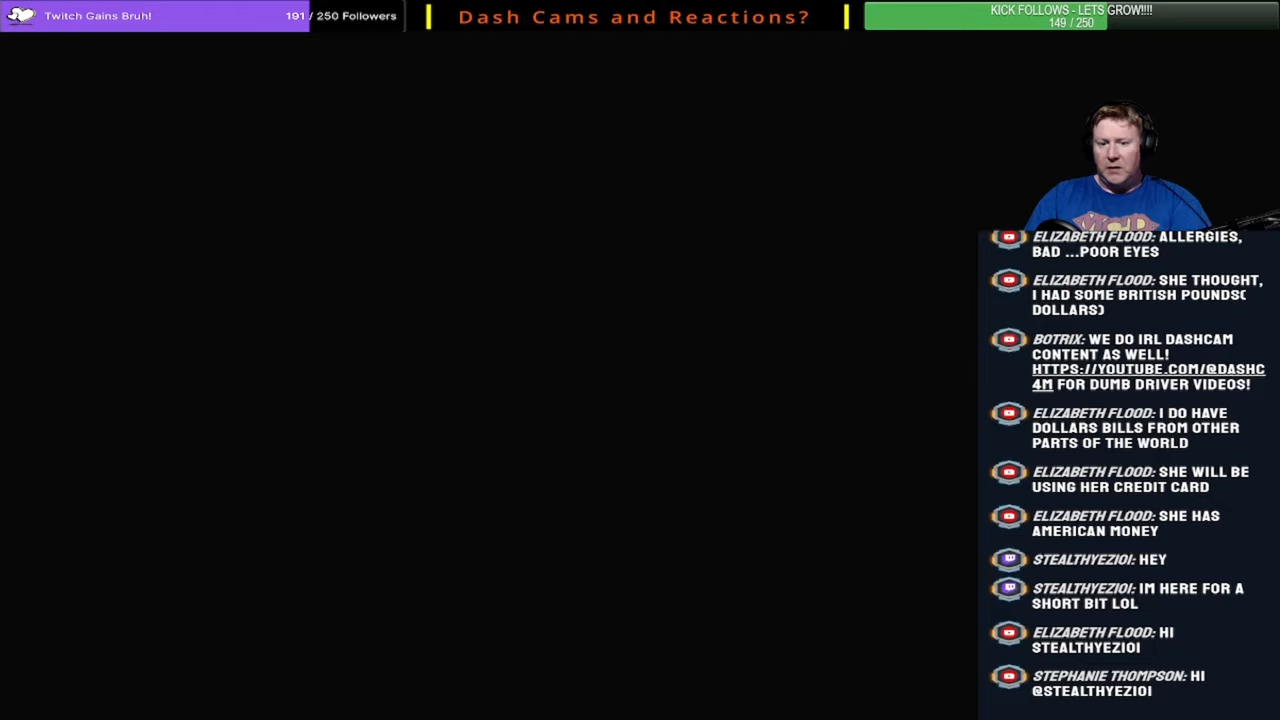 Twitch Gains Bruh!
191 / 250 Followers
Dash Cams and Reactions?
KICK FOLLOWS - LETS GROW!!!!
149 / 250
ELIZABETH FLOOD: ALLERGIES,
BAD ...POOR EYES
ELIZABETH FLOOD: SHE THOUGHT,
I HAD SOME BRITISH POUNDS(
DOLLARS)
BOTRIX: WE DO IRL DASHCAM
CONTENT AS WELL!
HTTPS://YOUTUBE.COM/@DASHC
4M FOR DUMB DRIVER VIDEOS!
ELIZABETH FLOOD: I DO HAVE
DOLLARS BILLS FROM OTHER
PARTS OF THE WORLD
ELIZABETH FLOOD: SHE WILL BE
USING HER CREDIT CARD
ELIZABETH FLOOD: SHE HAS
AMERICAN MONEY
STEALTHYEZIO1: HEY
STEALTHYEZIO1: IM HERE FOR A
SHORT BIT LOL
ELIZABETH FLOOD: HI
STEALTHYEZIO1
STEPHANIE THOMPSON: HI
@STEALTHYEZIO1